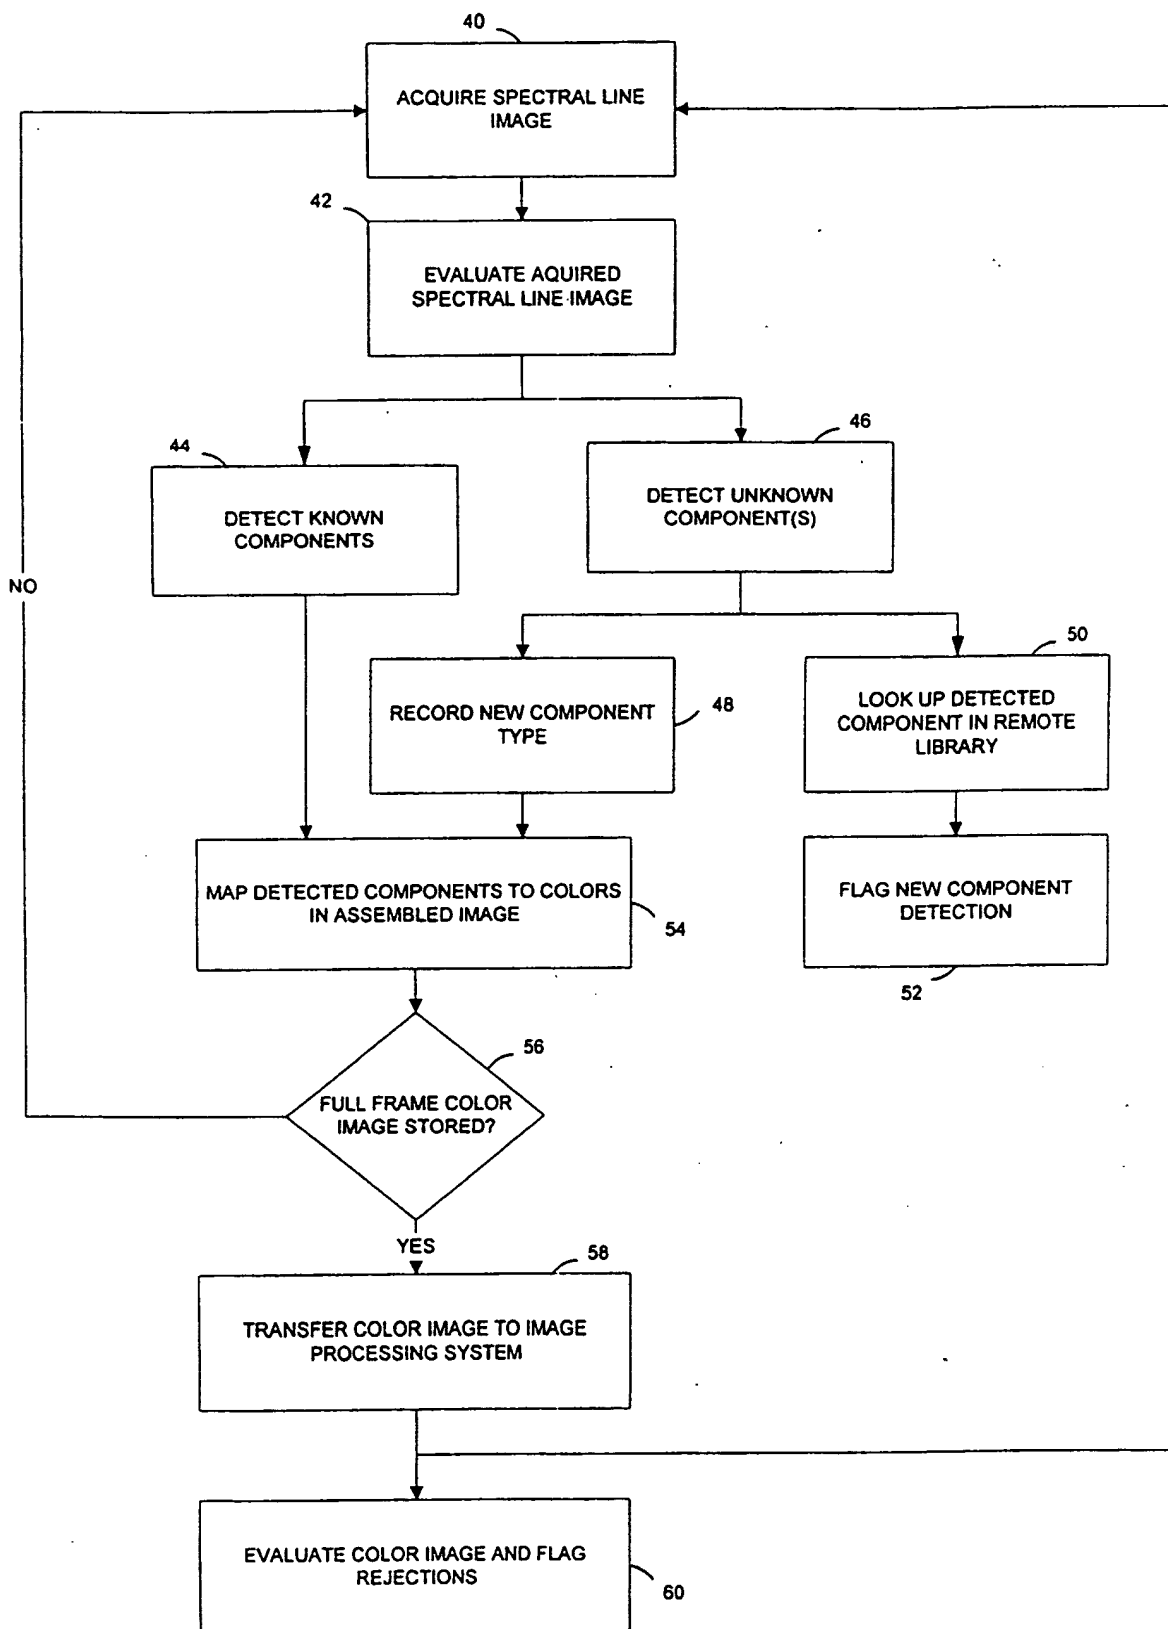 40
ACQUIRE SPECTRAL LINE
IMAGE
42
EVALUATE AQUIRED
SPECTRAL LINE IMAGE
44
DETECT KNOWN
COMPONENTS
46
DETECT UNKNOWN
COMPONENT(S)
NO
RECORD NEW COMPONENT
TYPE
48
50
LOOK UP DETECTED
COMPONENT IN REMOTE
LIBRARY
MAP DETECTED COMPONENTS TO COLORS
IN ASSEMBLED IMAGE
54
FLAG NEW COMPONENT
DETECTION
52
56
FULL FRAME COLOR
IMAGE STORED?
YES
58
TRANSFER COLOR IMAGE TO IMAGE
PROCESSING SYSTEM
EVALUATE COLOR IMAGE AND FLAG
REJECTIONS
60